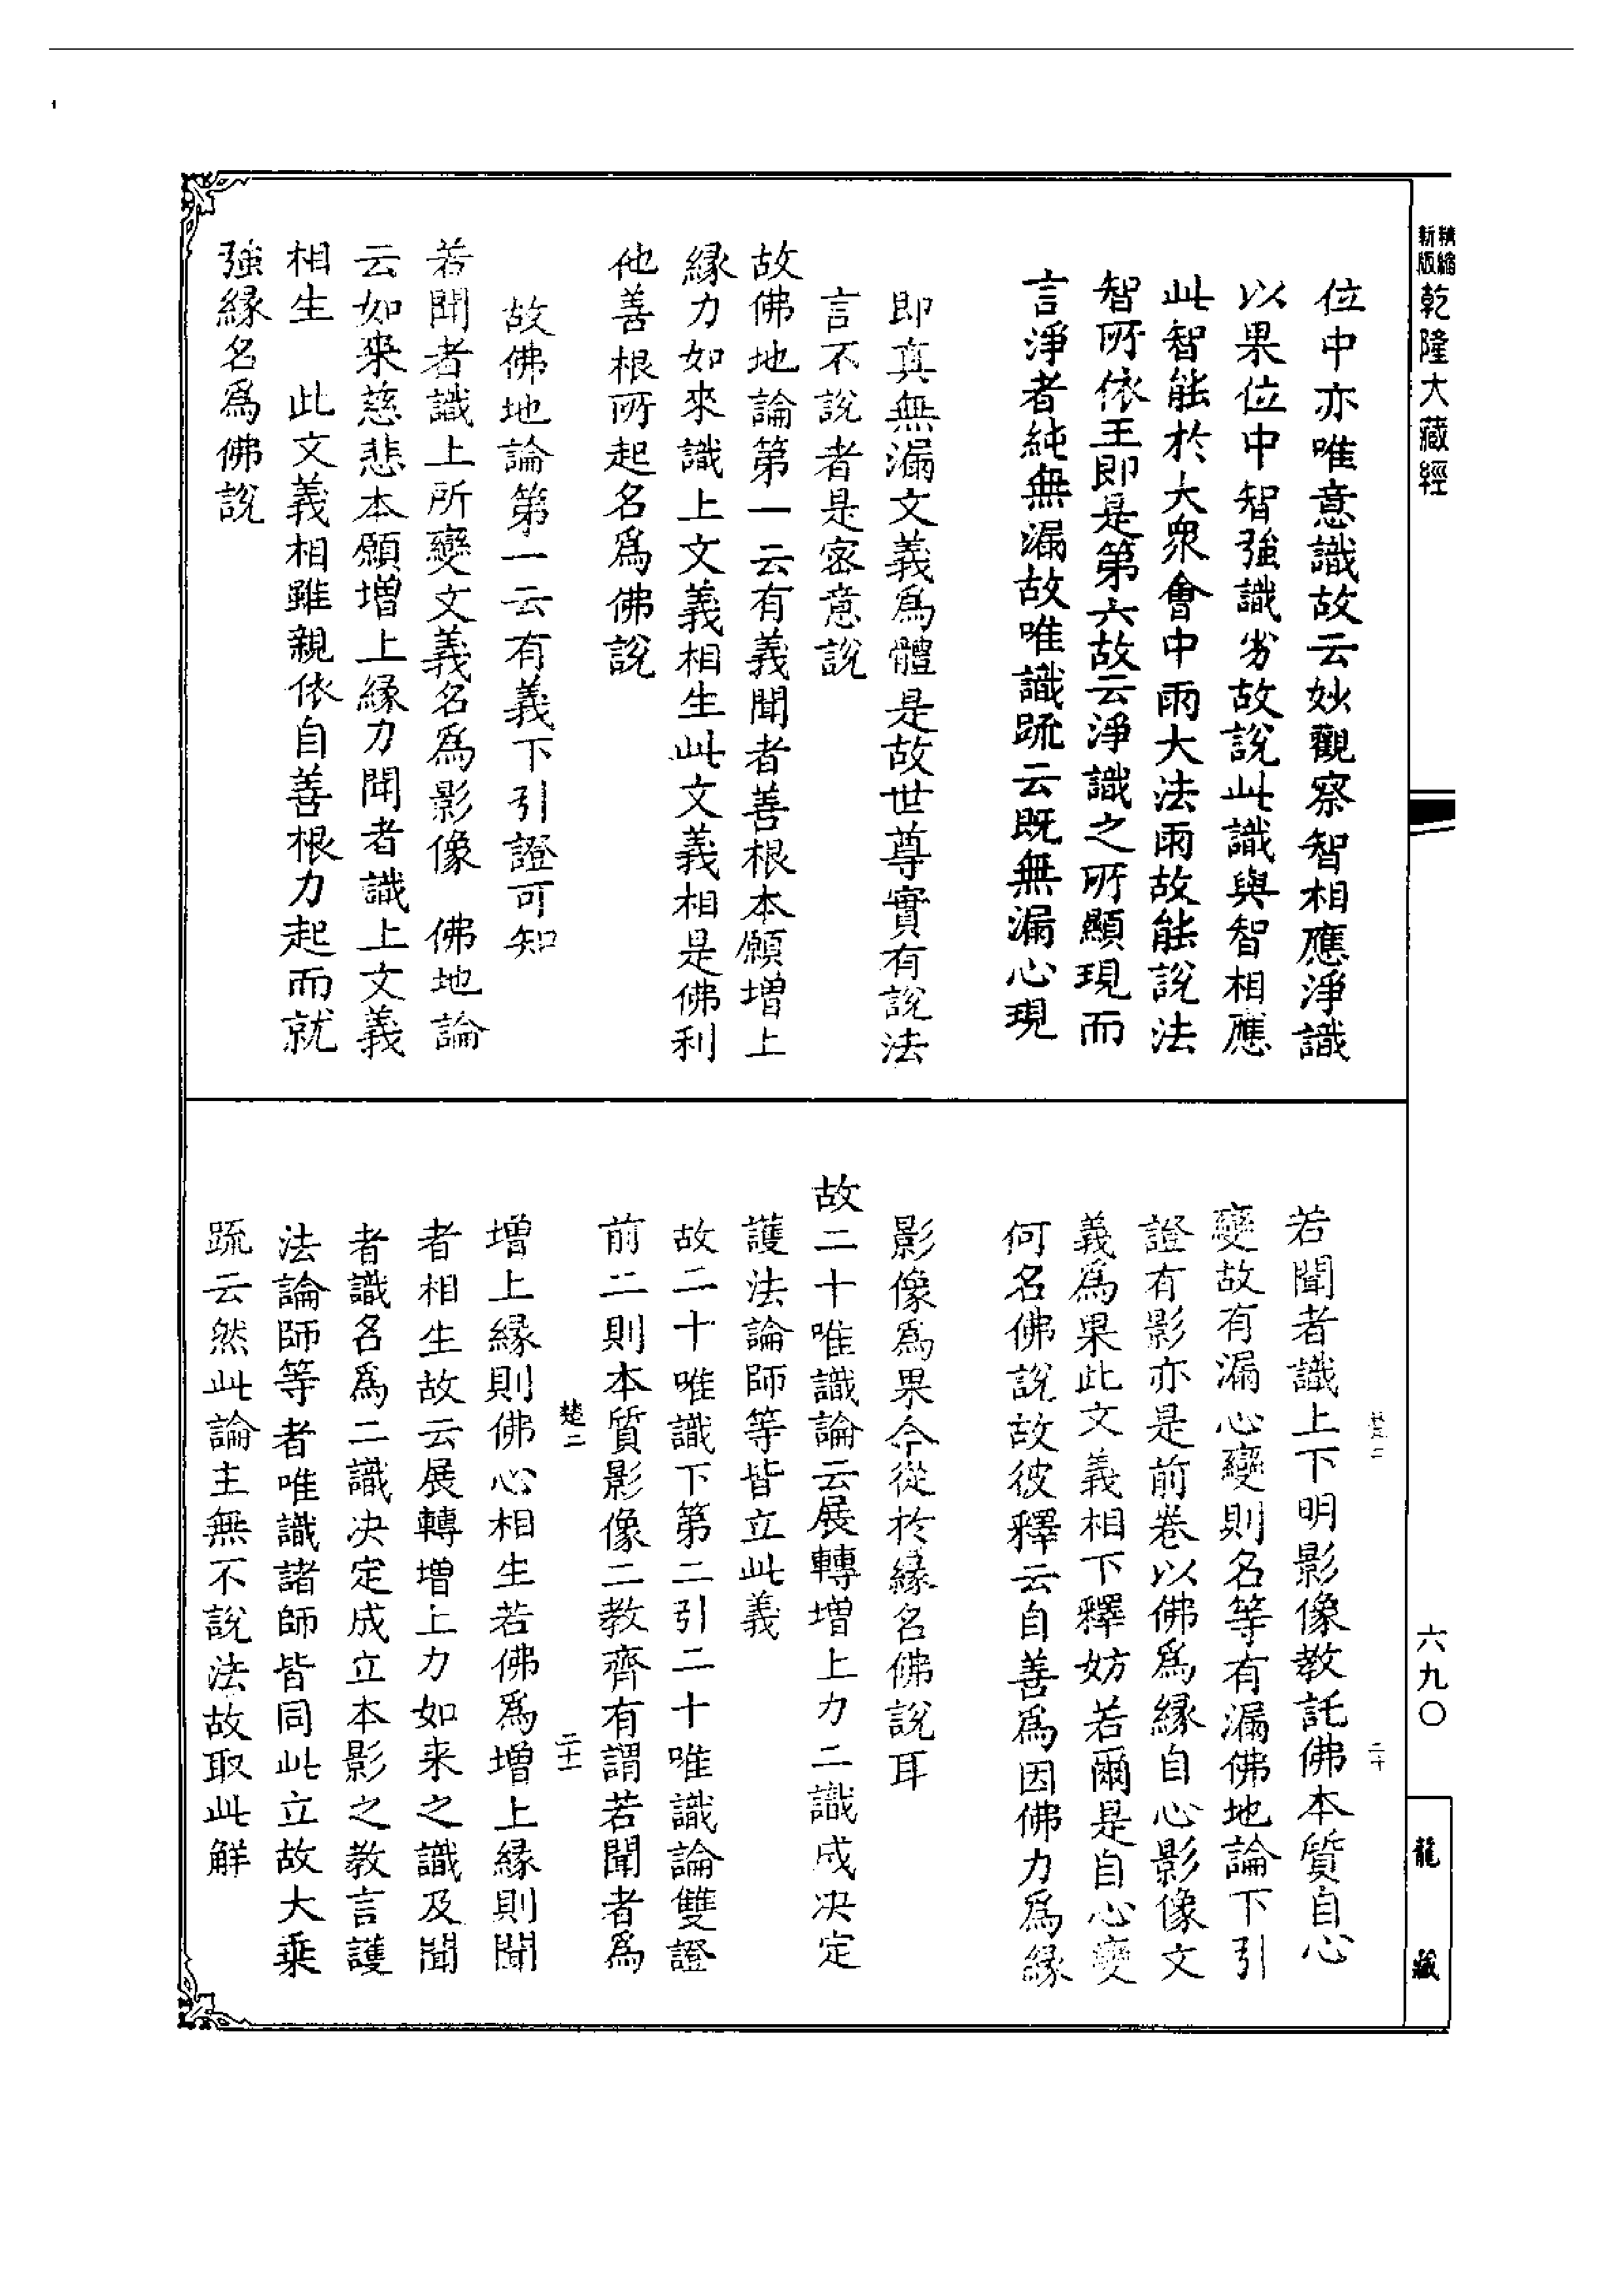 精縮新版乾隆大藏經
位中亦唯意識故云妙觀察智相應淨識
以果位中智強識劣故說此識與智相應
此智能於大衆會中雨大法雨故能說法
智所依王即是第六故云淨識之所顯現而
言淨者純無漏故唯識疏云既無漏心現
即真無漏文義爲體是故世尊實有說法
言不說者是密意說
故佛地論第一云有義聞者善根本願增上
緣力如來識上文義相生此文義相是佛利
他善根所起名爲佛說
故佛地論第一云有義下引證可知
若聞者識上所變文義名爲影像 佛地論
云如來慈悲本願增上緣力聞者識上文義
相生 此文義相雖親依自善根力起而就
強緣名爲佛說
楚二 二十
若聞者識上下明影像教託佛本質自心
變故有漏心變則名等有漏佛地論下引
證有影亦是前卷以佛爲緣自心影像文
義爲果此文義相下釋妨若爾是自心變
何名佛說故彼釋云自善爲因佛力爲緣
影像爲果今從於緣名佛說耳
故二十唯識論云展轉增上力二識成決定
護法論師等皆立此義
故二十唯識下第二引二十唯識論雙證
前二則本質影像二教齊有謂若聞者爲
楚二 二十一
增上緣則佛心相生若佛爲增上緣則聞
者相生故云展轉增上力如來之識及聞
者識名爲二識決定成立本影之教言護
法論師等者唯識諸師皆同此立故大乘
疏云然此論主無不說法故取此解
六九〇
龍藏